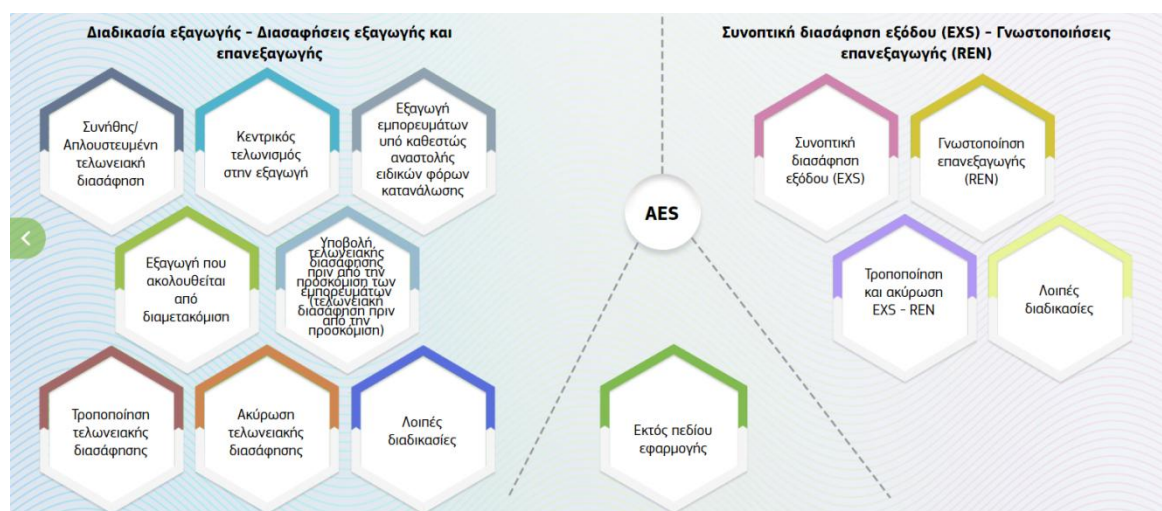 Διαδικασία εξαγωγής – Διασαφήσεις εξαγωγής και
επανεξαγωγής
Συνήθης/
Απλουστευμένη
τελωνειακή
διασάφηση
Κεντρικός
τελωνισμός
στην εξαγωγή
Εξαγωγή
εμπορευμάτων
υπό καθεστώς
αναστολής
ειδικών φόρων
κατανάλωσης
Εξαγωγή που
ακολουθείται
από
διαμετακόμιση
Υποβολή,
τελωνειακής
διασάφησης
πριν από την
προσκόμιση των
εμπορευμάτων
(τελωνειακή
διασάφηση πριν
από την
προσκόμιση)
Τροποποίηση
τελωνειακής
διασάφησης
Ακύρωση
τελωνειακής
διασάφησης
Λοιπές
διαδικασίες
AES
Εκτός πεδίου
εφαρμογής
Συνοπτική διασάφηση εξόδου (EXS) – Γνωστοποιήσεις
επανεξαγωγής (REN)
Συνοπτική
διασάφηση
εξόδου (EXS)
Γνωστοποίηση
επανεξαγωγής
(REN)
Τροποποίηση
και ακύρωση
EXS – REN
Λοιπές
διαδικασίες